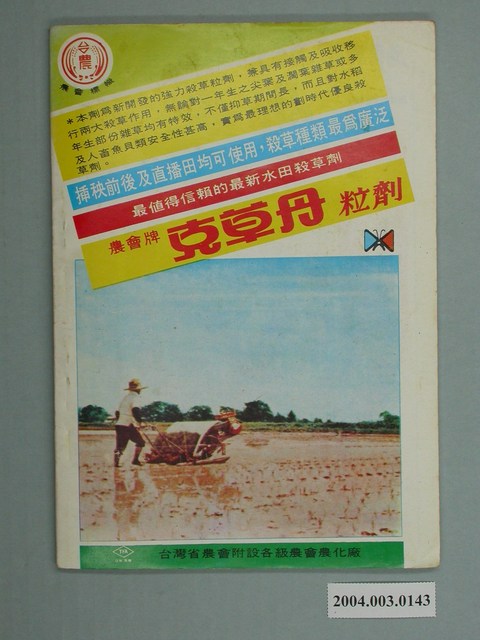 台農
農會標誌
*本劑為新開發的強力殺草粒劑，兼具有接觸及吸收移
行兩大殺草作用，無論對一年生之尖葉及濶葉雜草或多
年生部份雜草均有特效，不僅抑草期間長，而且對水稻
及人畜魚貝類安全性甚高，實為最理想的劃時代優良殺
草劑。
插秧前後及直播田均可使用，殺草種類最為廣泛
最值得信賴的最新水田殺草劑
農會牌 克草丹 粒劑
台灣省農會附設各級農會農化廠
2004.003.0143